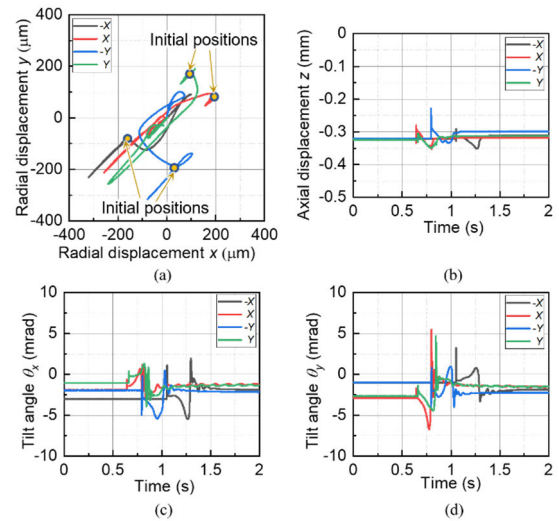 400
200
0
-200
-400
Radial displacement y (μm)
-X
X
-Y
Y
Initial positions
Initial positions
-400 -200 0 200 400
Radial displacement x (μm)
(a)
0
-0.1
-0.2
-0.3
-0.4
-0.5
Axial displacement z (mm)
-X
X
-Y
Y
0 0.5 1 1.5 2
Time (s)
(b)
10
5
0
-5
-10
Tilt angle θx (mrad)
-X
X
-Y
Y
0 0.5 1 1.5 2
Time (s)
(c)
10
5
0
-5
-10
Tilt angle θy (mrad)
-X
X
-Y
Y
0 0.5 1 1.5 2
Time (s)
(d)